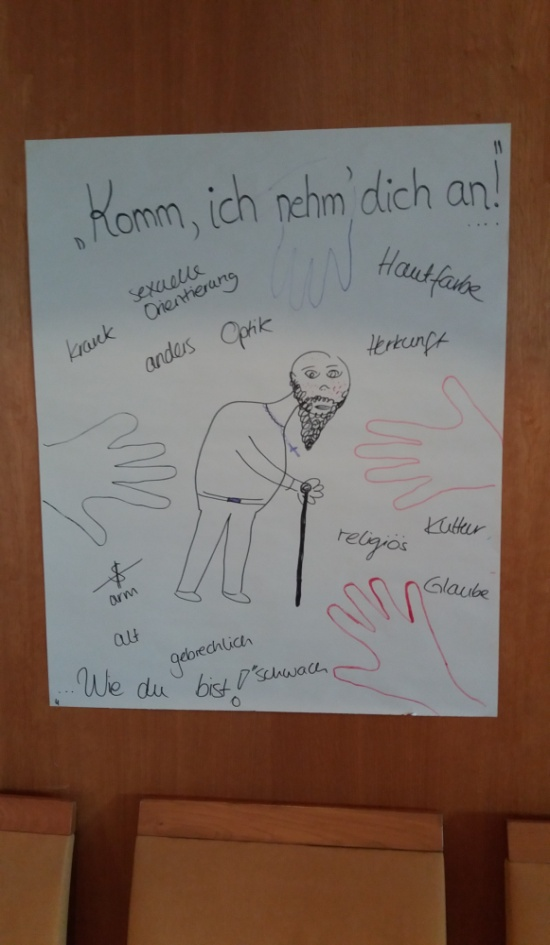 „Komm, ich nehm' dich an!"
....
sexuelle
Orientierung
Hautfarbe
krank
anders
Optik
Herkunft
religiös
Kultur
Glaube
$
arm
alt
gebrechlich
schwach
"...Wie du bist!"